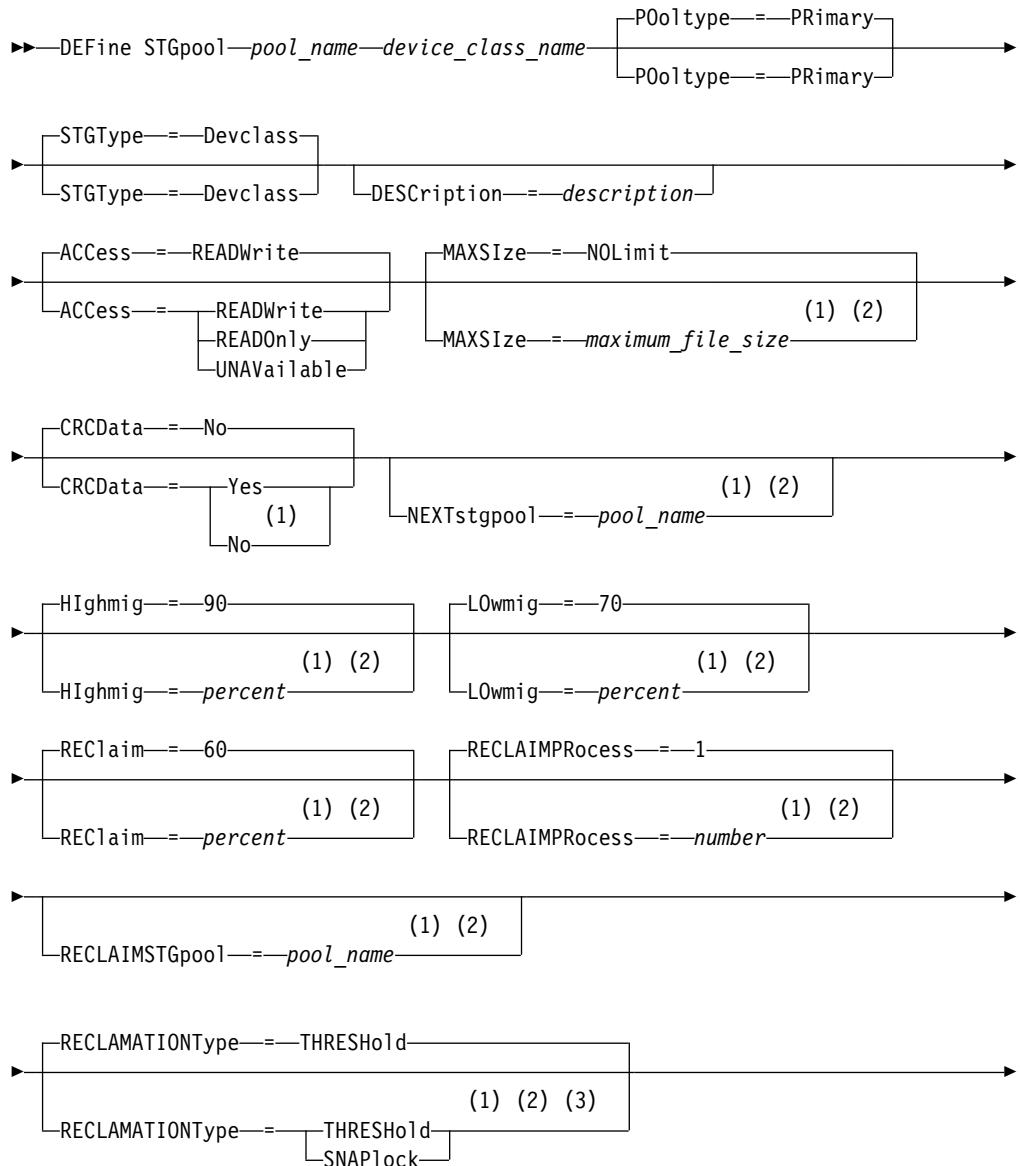 POoltype = PRimary
DEFine STGpool pool_name device_class_name
POoltype = PRimary
STGType = Devclass
STGType = Devclass
DESCription = description
ACCess = READWrite
MAXSIze = NOLimit
(1) (2)
ACCess = READWrite
MAXSIze = maximum_file_size
READOnly
UNAVailable
CRCData = No
CRCData = Yes
(1) (2)
(1)
NEXTstgpool = pool_name
No
HIghmig = 90
LOwmig = 70
(1) (2)
(1) (2)
HIghmig = percent
LOwmig = percent
REClaim = 60
RECLAIMPRocess = 1
(1) (2)
(1) (2)
REClaim = percent
RECLAIMPRocess = number
(1) (2)
RECLAIMSTGpool = pool_name
RECLAMATIONType = THRESHold
(1) (2) (3)
RECLAMATIONType = THRESHold
SNAPlock